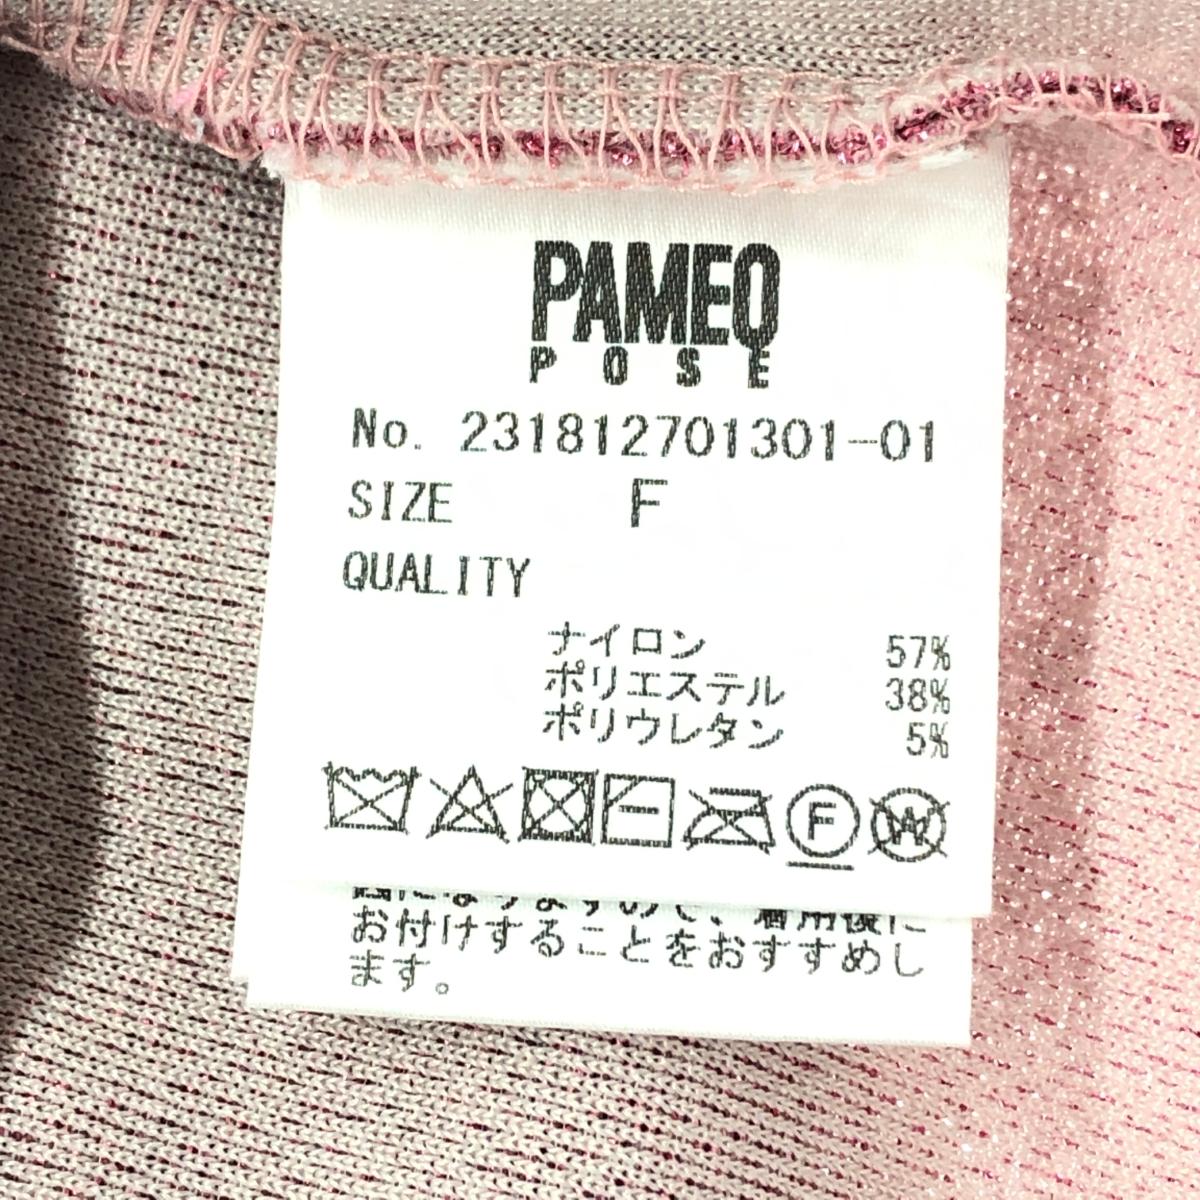 PAMEO
POSE
No. 231812701301-01
SIZE F
QUALITY
ナイロン 57%
ポリエステル 38%
ポリウレタン 5%
F
W
お付けすることをおすすめし
ます。